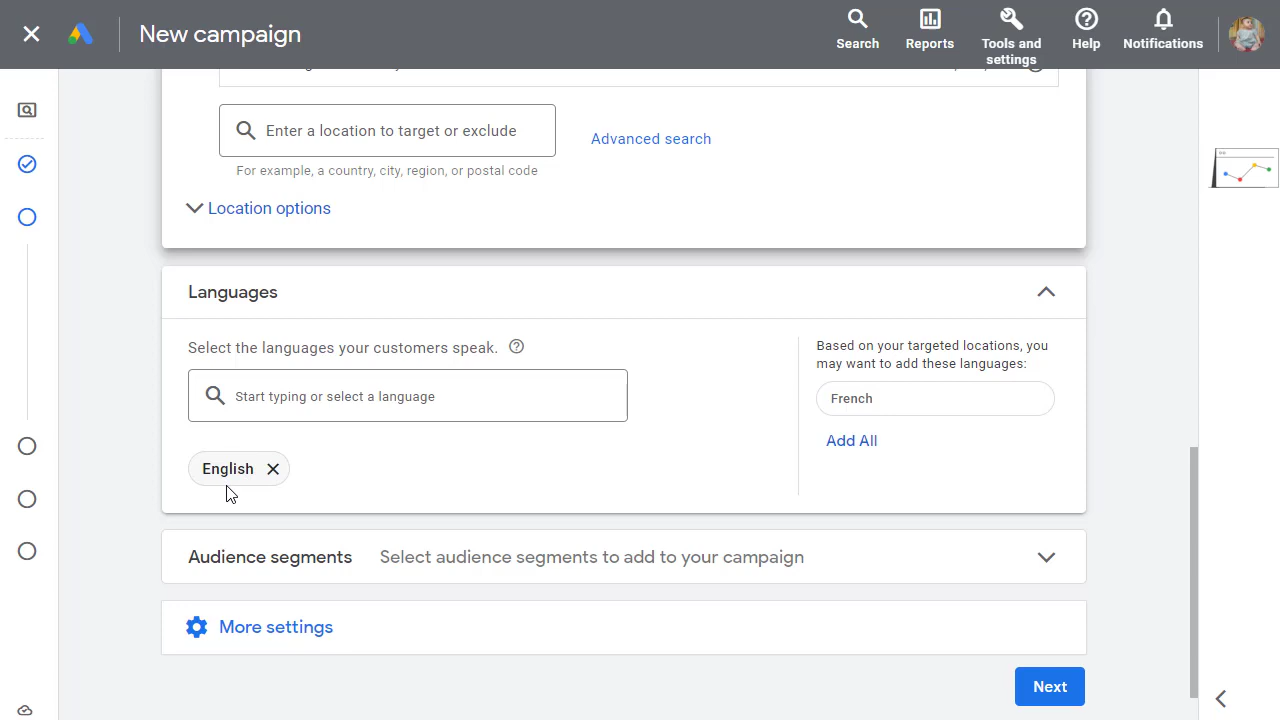 New campaign
Search
Reports
Tools and
settings
Help
Notifications
Enter a location to target or exclude
Advanced search
For example, a country, city, region, or postal code
Location options
Languages
Select the languages your customers speak.
Start typing or select a language
English
Based on your targeted locations, you
may want to add these languages:
French
Add All
Audience segments Select audience segments to add to your campaign
More settings
Next